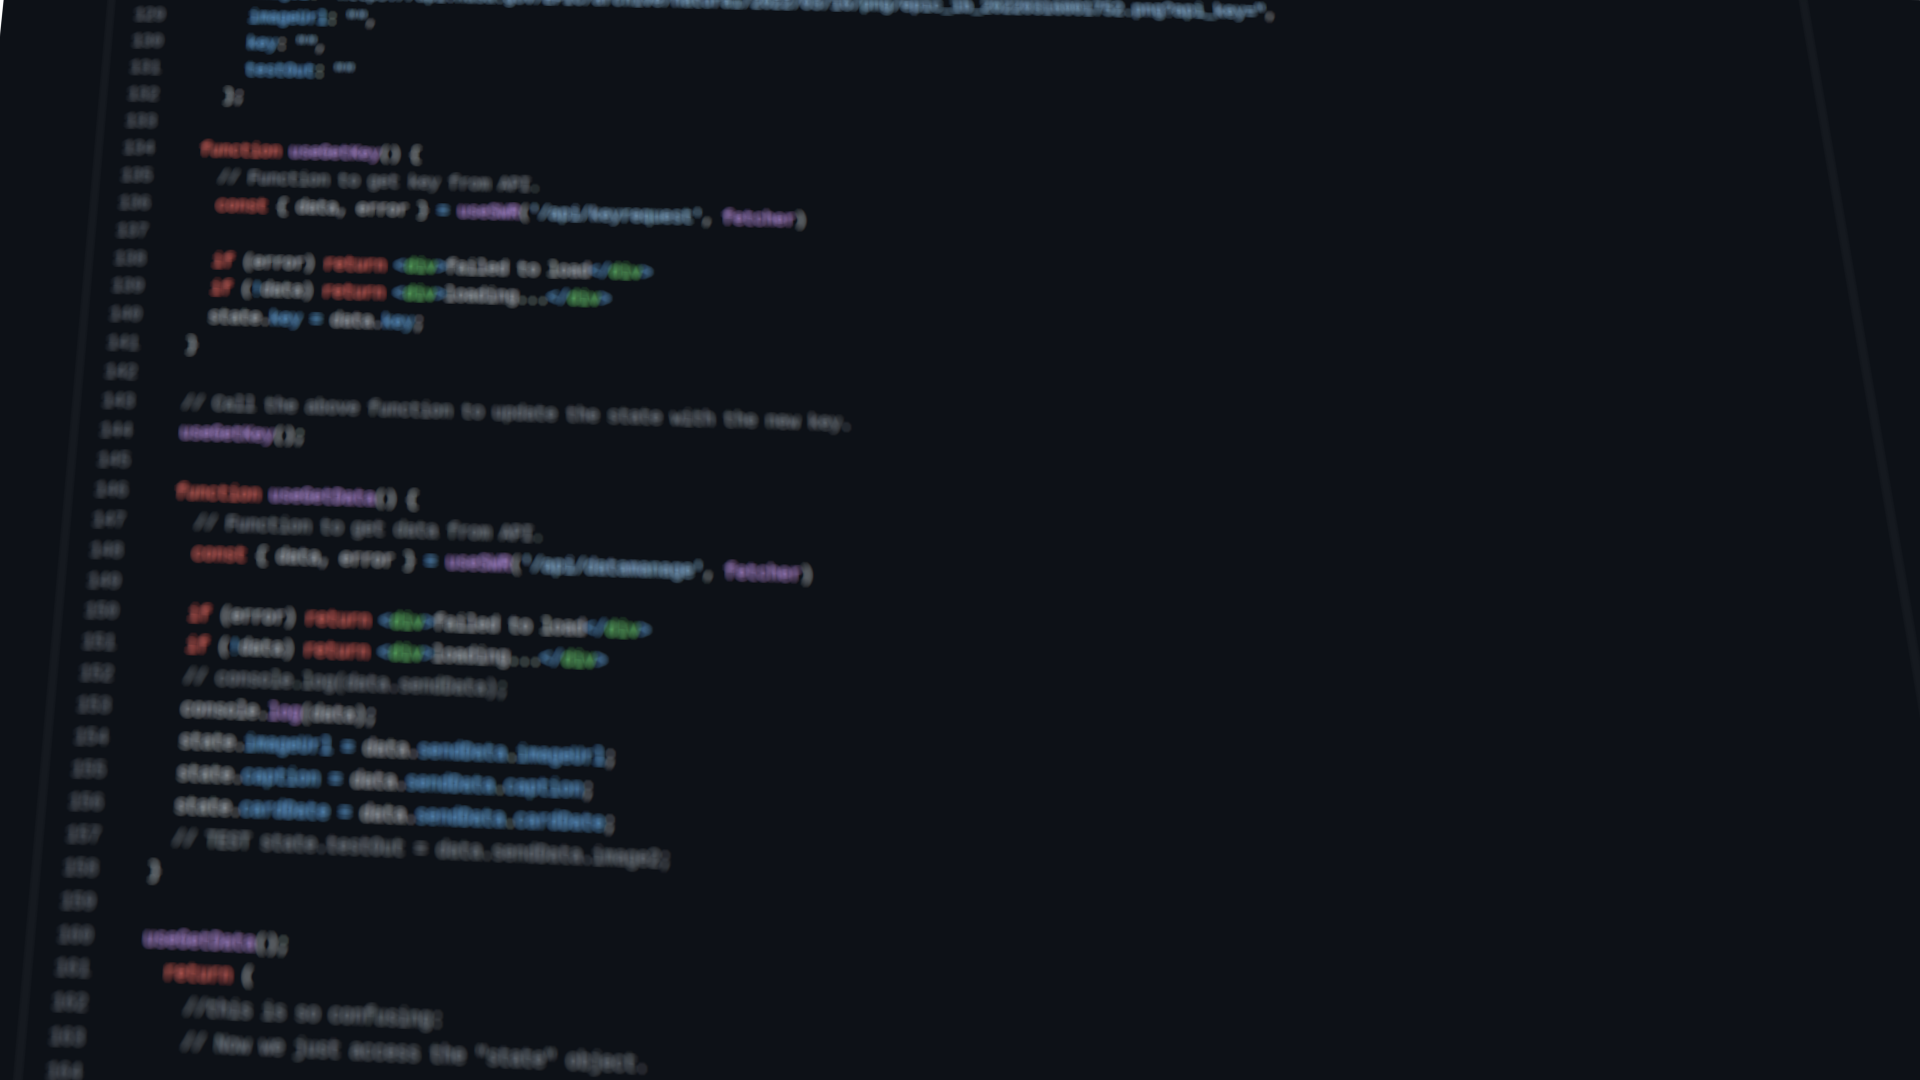 129 imageUrl: "",
130 key: "",
131 testOut: ""
132 };
133
134 function useGetKey() {
135 // Function to get key from API.
136 const { data, error } = useSWR('/api/keyrequest', fetcher)
137
138 if (error) return <div>failed to load</div>
139 if (!data) return <div>loading...</div>
140 state.key = data.key;
141 }
142
143 // Call the above function to update the state with the new key.
144 useGetKey();
145
146 function useGetData() {
147 // Function to get data from API.
148 const { data, error } = useSWR('/api/datamanage', fetcher)
149
150 if (error) return <div>failed to load</div>
151 if (!data) return <div>loading...</div>
152 // console.log(data.sendData);
153 console.log(data);
154 state.imageUrl = data.sendData.imageUrl;
155 state.caption = data.sendData.caption;
156 state.cardDate = data.sendData.cardDate;
157 // TEST state.testOut = data.sendData.image2;
158 }
159
160 useGetData();
161 return (
162 //this is so confusing:
163 // Now we just access the "state" object.
164